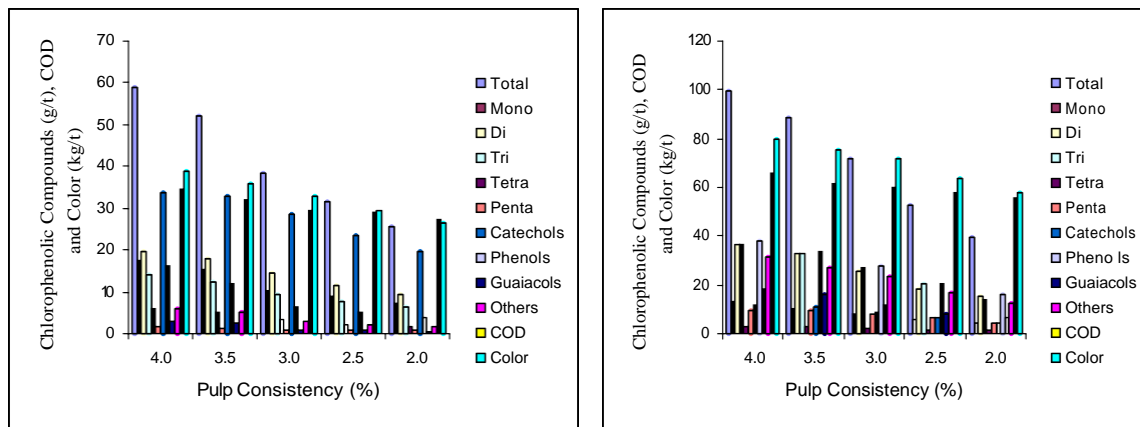 Chlorophenolic Compounds (g/t), COD
and Color (kg/t)
70
60
50
40
30
20
10
0
0
4.0
3.5
3.0
2.5
2.0
Pulp Consistency (%)
Total
Mono
Di
Tri
Tetra
Penta
Catechols
Phenols
Guaiacols
Others
COD
Color
Chlorophenolic Compounds (g/t), COD
and Color (kg/t)
120
100
80
60
40
20
0
4.0
3.5
3.0
2.5
2.0
Pulp Consistency (%)
Total
Mono
Di
Tri
Tetra
Penta
Catechols
Pheno ls
Guaiacols
Others
COD
Color